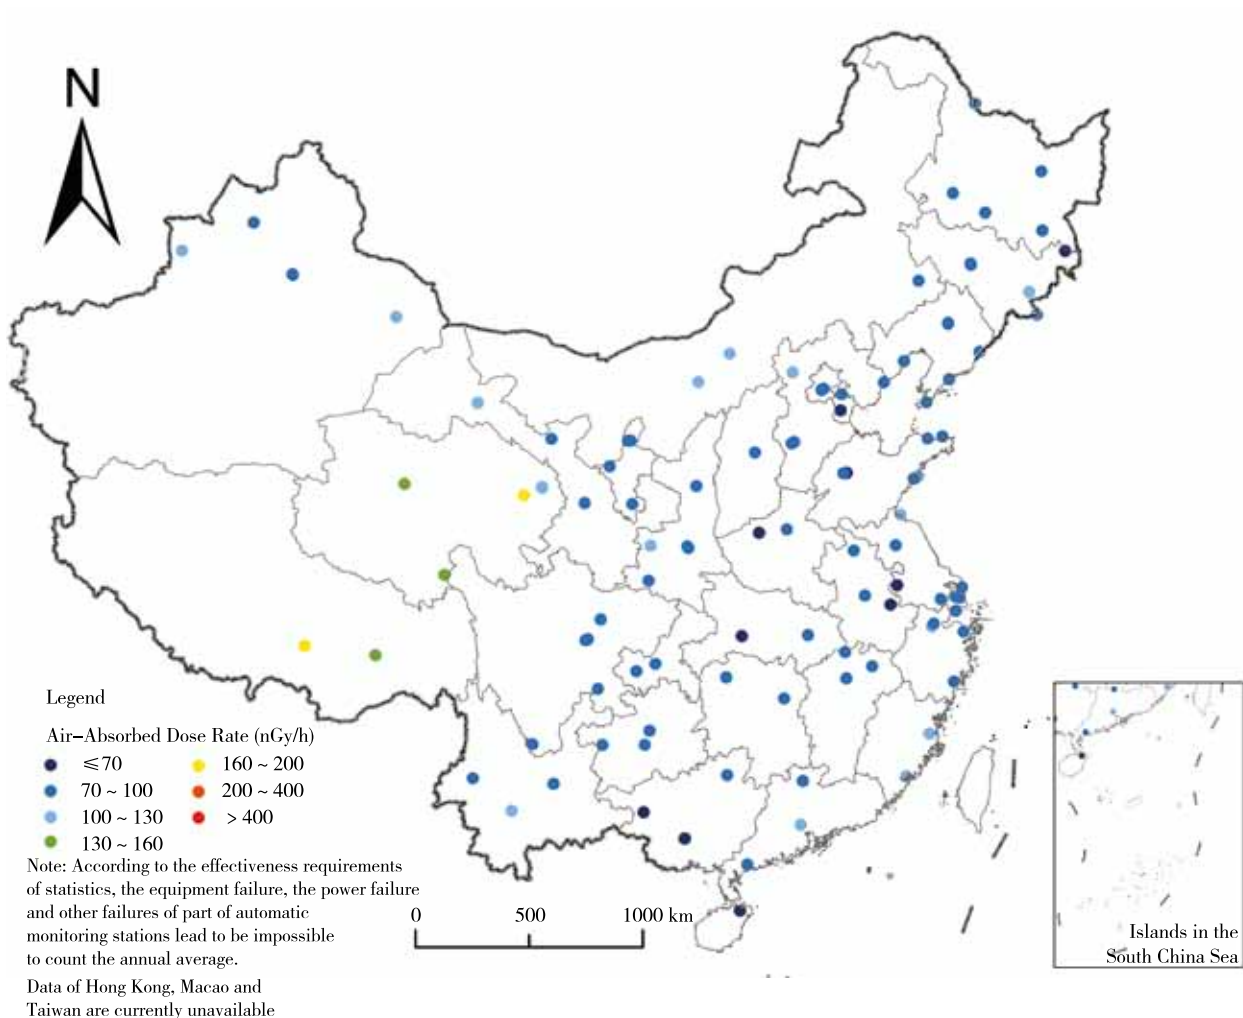 N
Legend
Air-Absorbed Dose Rate (nGy/h)
≤70
160 ~ 200
70 ~ 100
200 ~ 400
100 ~ 130
> 400
130 ~ 160
Note: According to the effectiveness requirements
of statistics, the equipment failure, the power failure
and other failures of part of automatic
monitoring stations lead to be impossible
to count the annual average.
Data of Hong Kong, Macao and
Taiwan are currently unavailable
0 500 1000 km
Islands in the
South China Sea